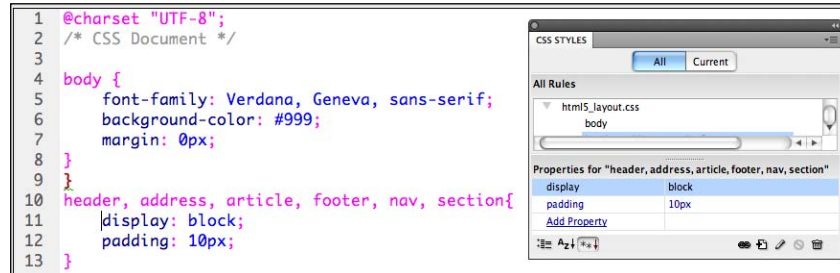 1 @charset "UTF-8";
2 /* CSS Document */
3
4 body {
5 font-family: Verdana, Geneva, sans-serif;
6 background-color: #999;
7 margin: 0px;
8 }
9 }
10 header, address, article, footer, nav, section{
11 display: block;
12 padding: 10px;
13 }
CSS STYLES
All Current
All Rules
html5_layout.css
body
Properties for "header, address, article, footer, nav, section"
display block
padding 10px
Add Property